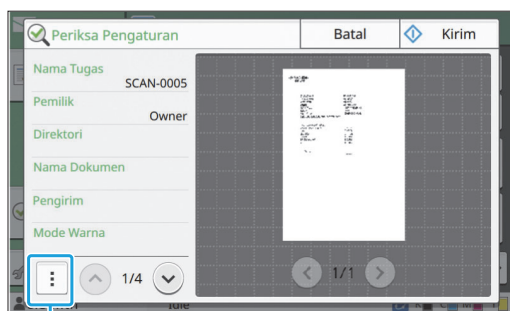 Periksa Pengaturan
Batal
Kirim
Nama Tugas
SCAN-0005
Pemilik
Owner
Direktori
Nama Dokumen
Pengirim
Mode Warna
1/4
1/1
Idle
K C M